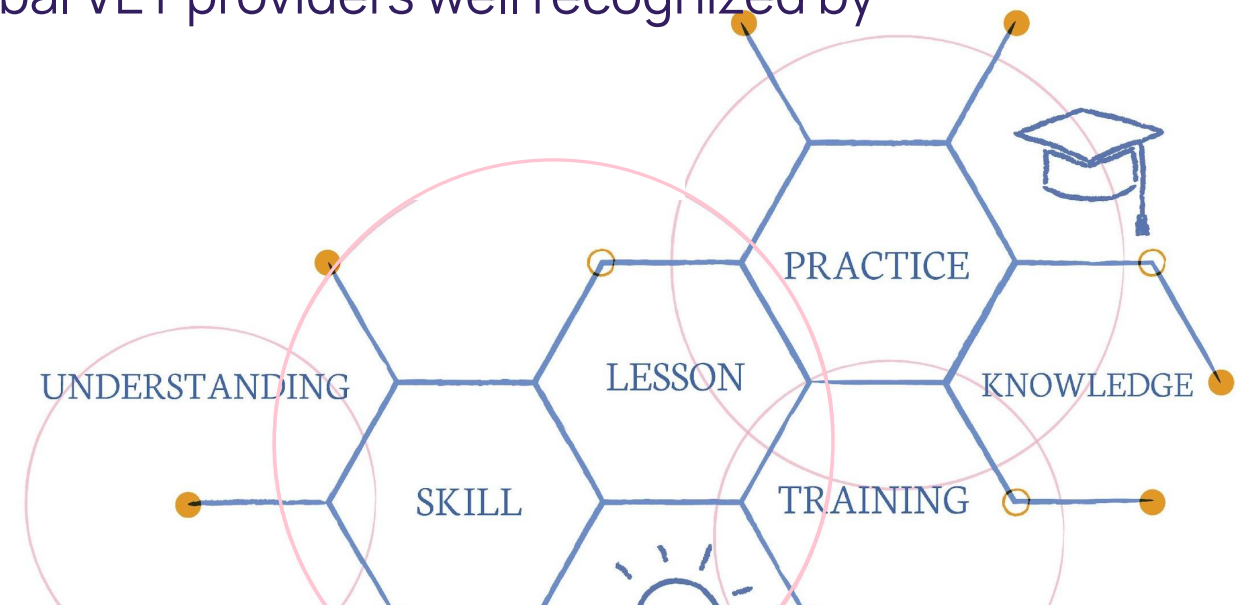 VET providers well recognized by
PRACTICE
LESSON
UNDERSTANDING
KNOWLEDGE
SKILL
TRAINING